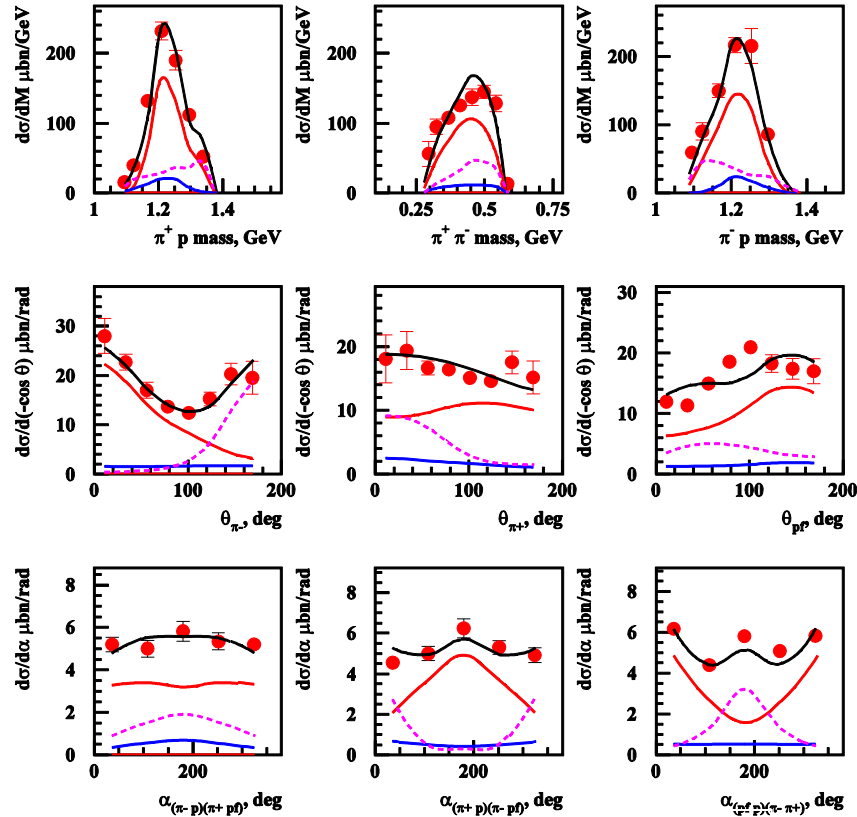 dσ/dM μbn/GeV
200
100
0
1 1.2 1.4
π+ p mass, GeV
dσ/dM μbn/GeV
200
100
0
0.25 0.5 0.75
π+ π- mass, GeV
dσ/dM μbn/GeV
200
100
0
1 1.2 1.4
π- p mass, GeV
dσ/d(-cos θ) μbn/rad
30
20
10
0
0 100 200
θπ-, deg
dσ/d(-cos θ) μbn/rad
20
10
0
0 100 200
θπ+, deg
dσ/d(-cos θ) μbn/rad
30
20
10
0
0 100 200
θpf, deg
dσ/dα μbn/rad
8
6
4
2
0
0 200
α(π- p)(π+ pf), deg
dσ/dα μbn/rad
8
6
4
2
0
0 200
α(π+ p)(π- pf), deg
dσ/dα μbn/rad
8
6
4
2
0
0 200
(π- π+), deg